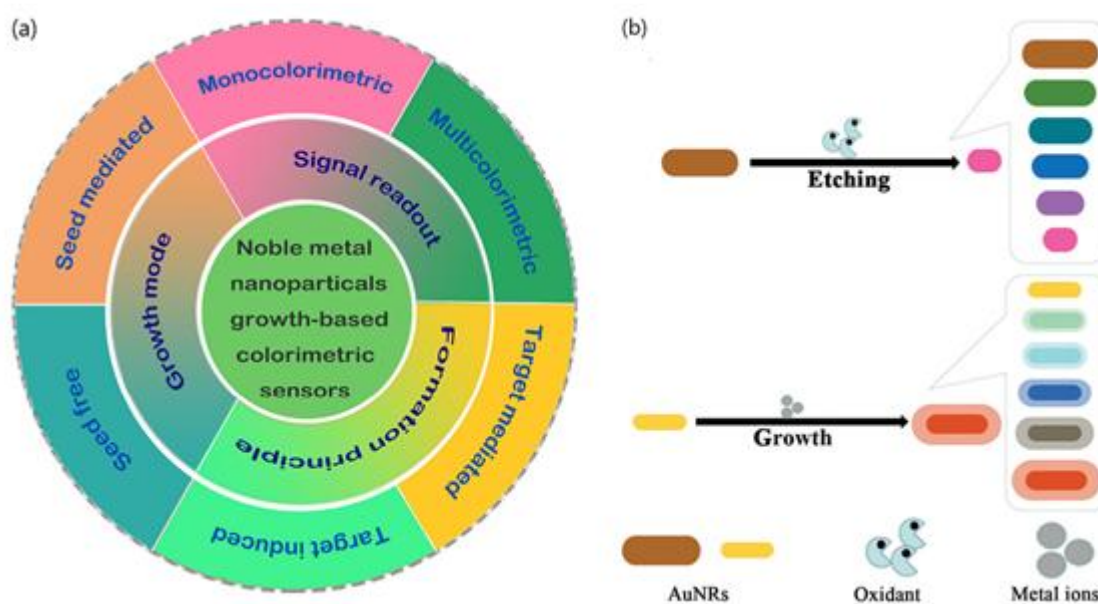 (a)
Monocolorimetric
Multicolorimetric
Seed mediated
Signal readout
Growth mode
Noble metal
nanoparticals
growth-based
colorimetric
sensors
Formation principle
Target mediated
Seed free
Target induced
(b)
Etching
Growth
AuNRs
Oxidant
Metal ions